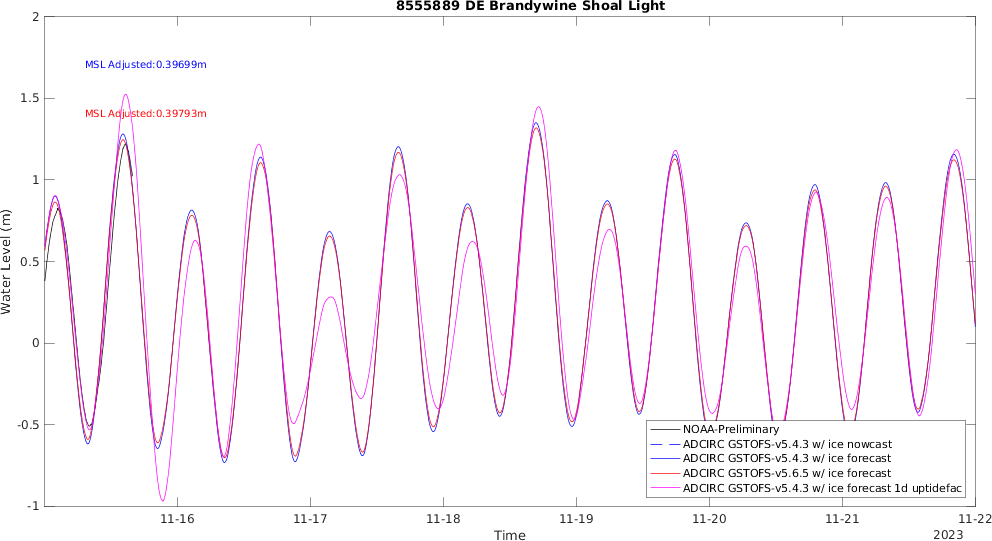 8555889 DE Brandywine Shoal Light
2
1.5
1
0.5
0
-0.5
-1
Water Level (m)
MSL Adjusted:0.39699m
MSL Adjusted:0.39793m
NOAA-Preliminary
ADCIRC GSTOFS-v5.4.3 w/ ice nowcast
ADCIRC GSTOFS-v5.4.3 w/ ice forecast
ADCIRC GSTOFS-v5.6.5 w/ ice forecast
ADCIRC GSTOFS-v5.4.3 w/ ice forecast 1d uptidefac
11-16 11-17 11-18 11-19 11-20 11-21 11-22
Time
2023